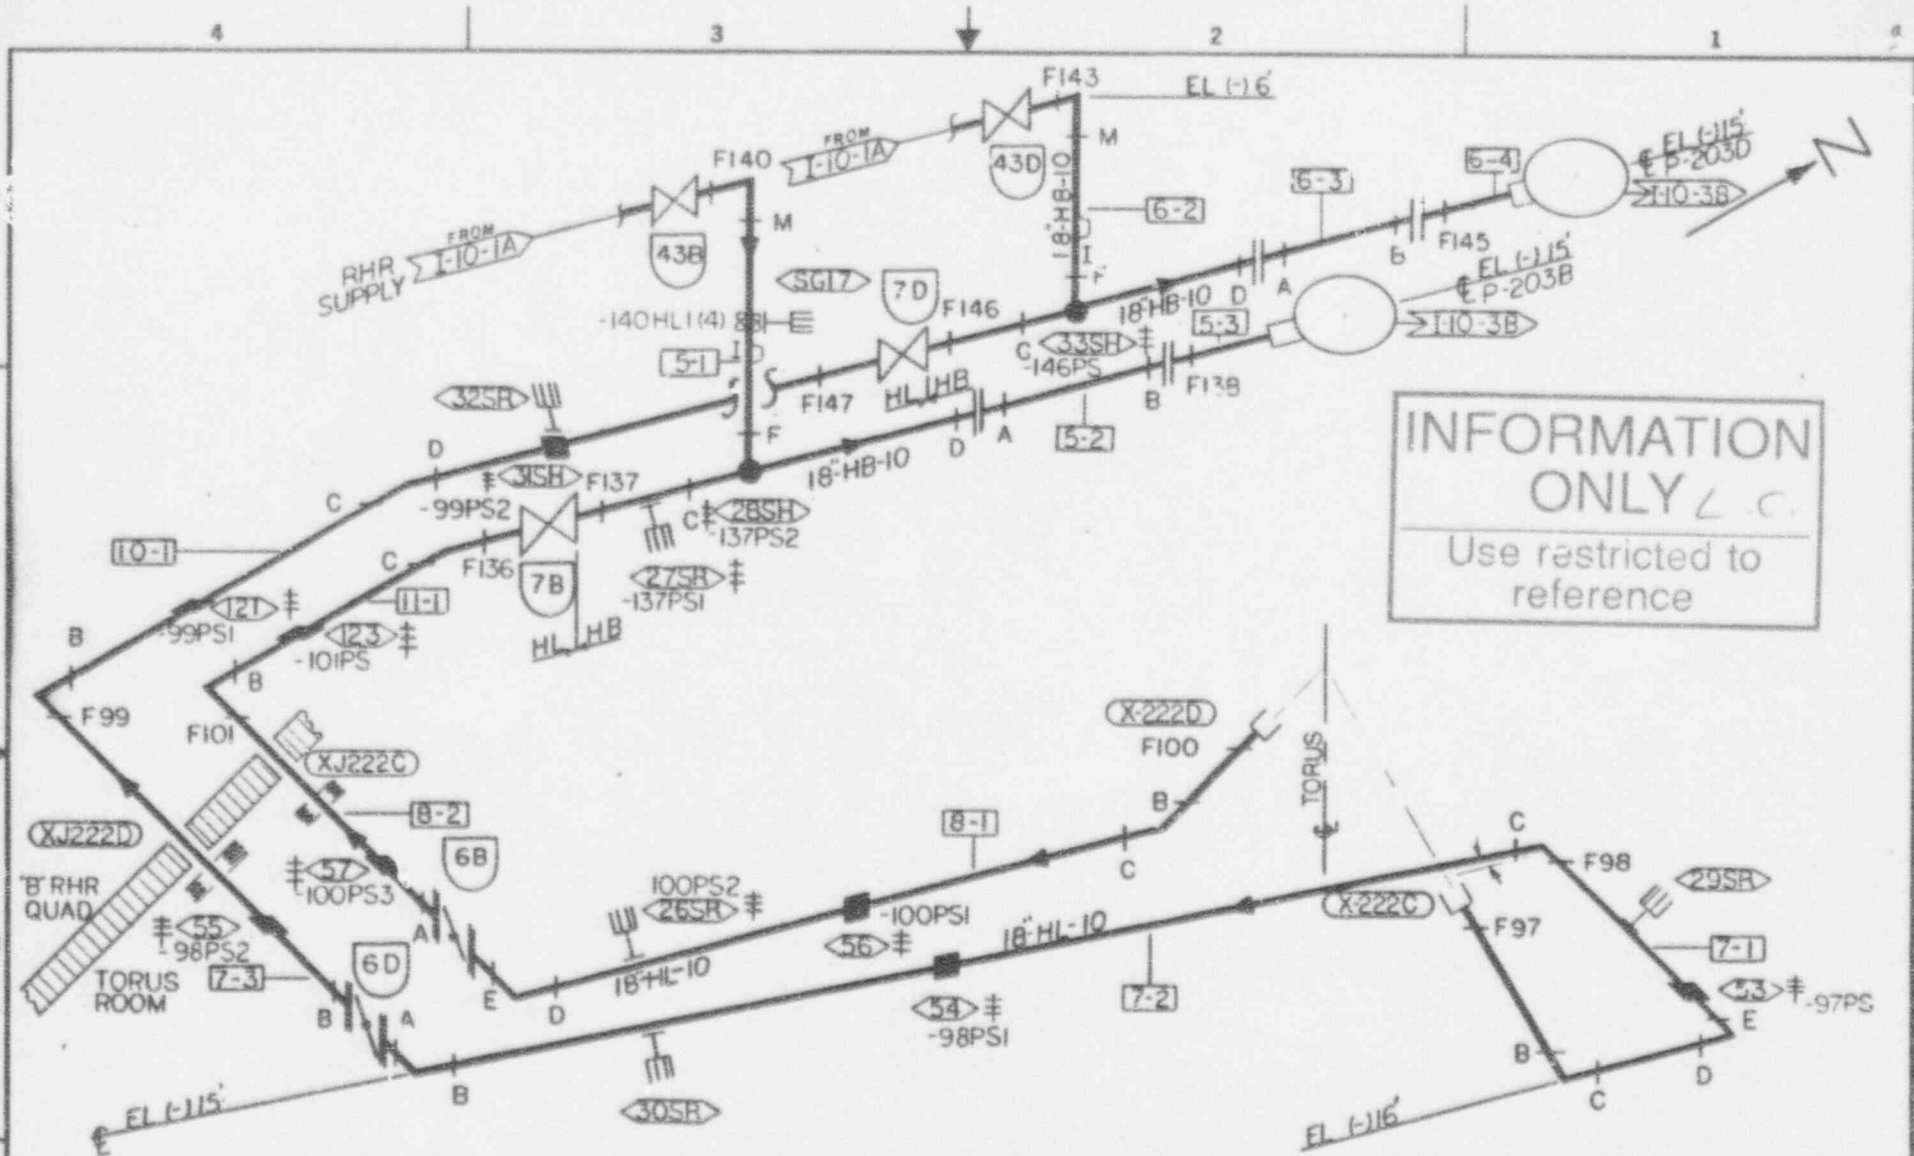 4
3
2
1
F143
EL (-) 6'
FROM
I-10-1A
43D
M
18"-HB-10
6-2
I
F
6-3
6-4
EL (-) 15'
℄ P-203D
I-10-3B
N
F145
F140
FROM
I-10-1A
RHR
SUPPLY
43B
M
SG17
7D
F146
-140HL1(4)
5-1
I
C
33SH
-146PS
18"-HB-10
D
A
5-3
EL (-) 15'
℄ P-203B
I-10-3B
B
F138
HL HB
F147
F
D
A
5-2
18"-HB-10
32SR
D
31SH
F137
-99PS2
C
C
28SH
-137PS2
27SR
-137PS1
10-1
C
F136
7B
HL HB
11-1
121
-99PS1
123
-101PS
B
B
F99
F101
INFORMATION
ONLY
Use restricted to
reference
XJ222C
8-2
XJ222D
57
-100PS3
6B
"B" RHR
QUAD
55
-98PS2
7-3
TORUS
ROOM
A
6D
B
A
E
D
B
18"-HL-10
100PS2
26SR
8-1
-100PS1
56
C
B
X-222D
F100
TORUS
℄
18"-HL-10
54
-98PS1
7-2
30SR
EL (-) 15'
℄
C
F98
X-222C
F97
29SR
7-1
53
-97PS
E
B
C
D
EL (-) 16'